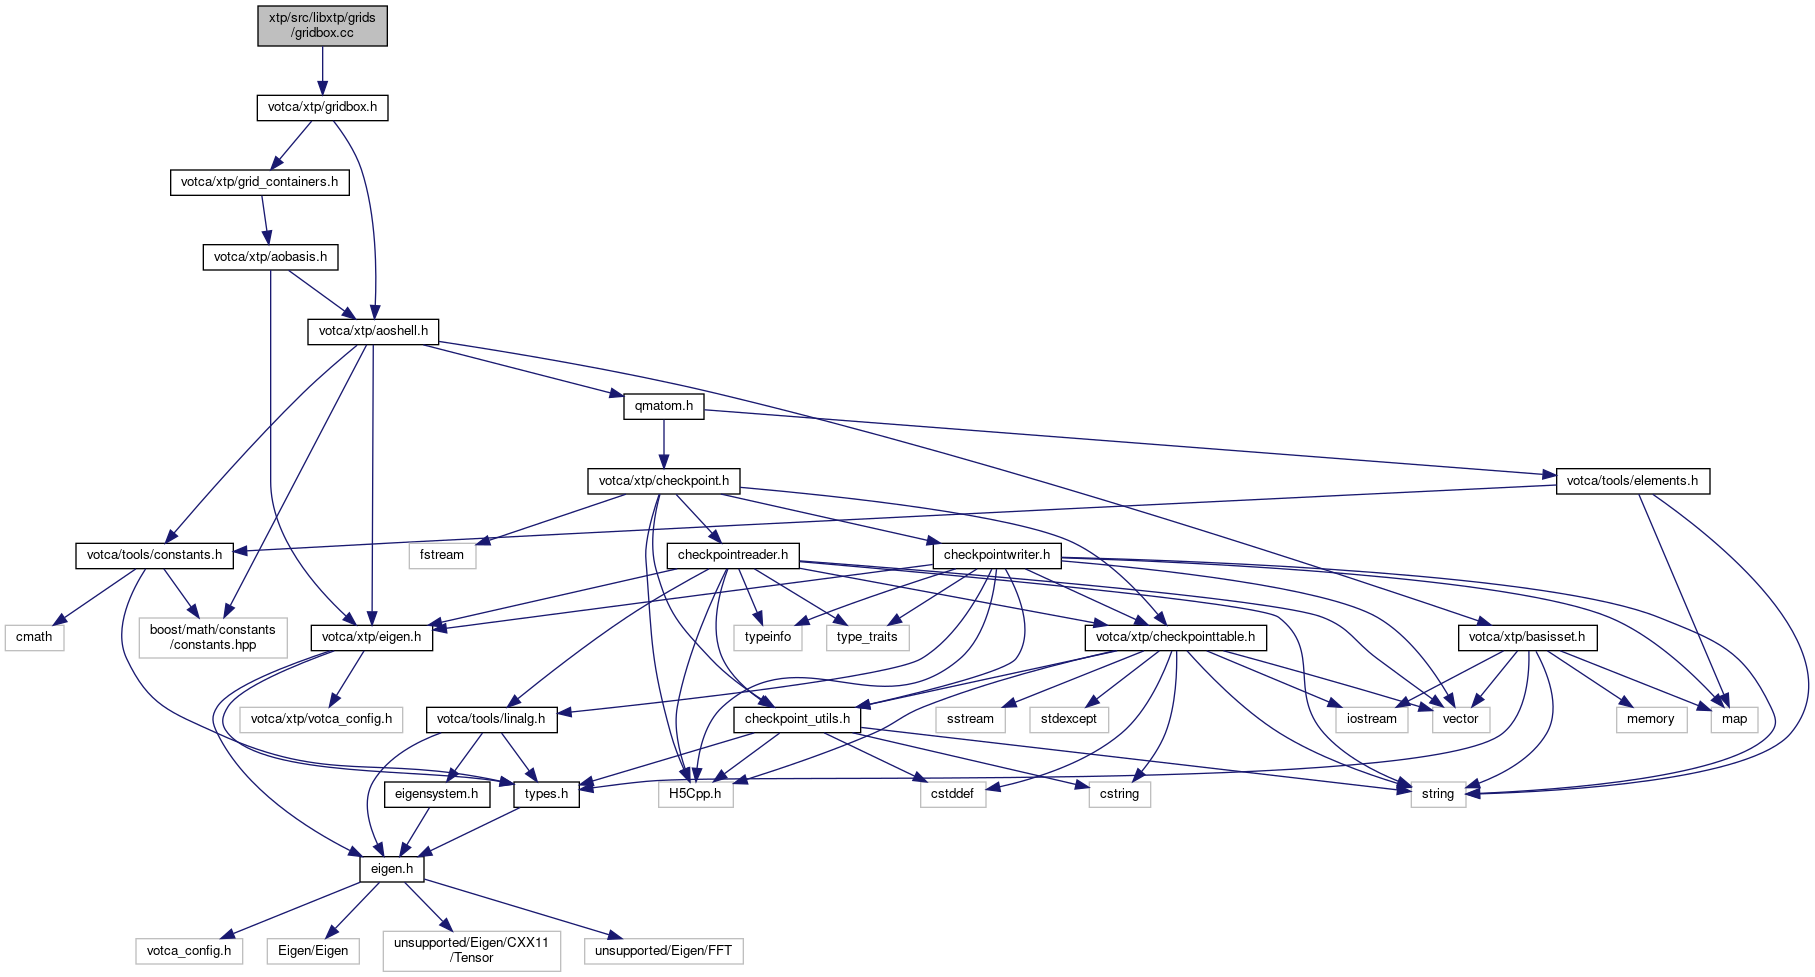 xtp/src/libxtp/grids
/gridbox.cc
votca/xtp/gridbox.h
votca/xtp/grid_containers.h
votca/xtp/aobasis.h
votca/xtp/aoshell.h
qmatom.h
votca/xtp/checkpoint.h
votca/tools/elements.h
votca/tools/constants.h
fstream
checkpointreader.h
checkpointwriter.h
cmath
boost/math/constants
/constants.hpp
votca/xtp/eigen.h
typeinfo
type_traits
votca/xtp/checkpointtable.h
votca/xtp/basisset.h
votca/xtp/votca_config.h
votca/tools/linalg.h
checkpoint_utils.h
sstream
stdexcept
iostream
vector
memory
map
eigensystem.h
types.h
H5Cpp.h
cstddef
cstring
string
eigen.h
votca_config.h
Eigen/Eigen
unsupported/Eigen/CXX11
/Tensor
unsupported/Eigen/FFT